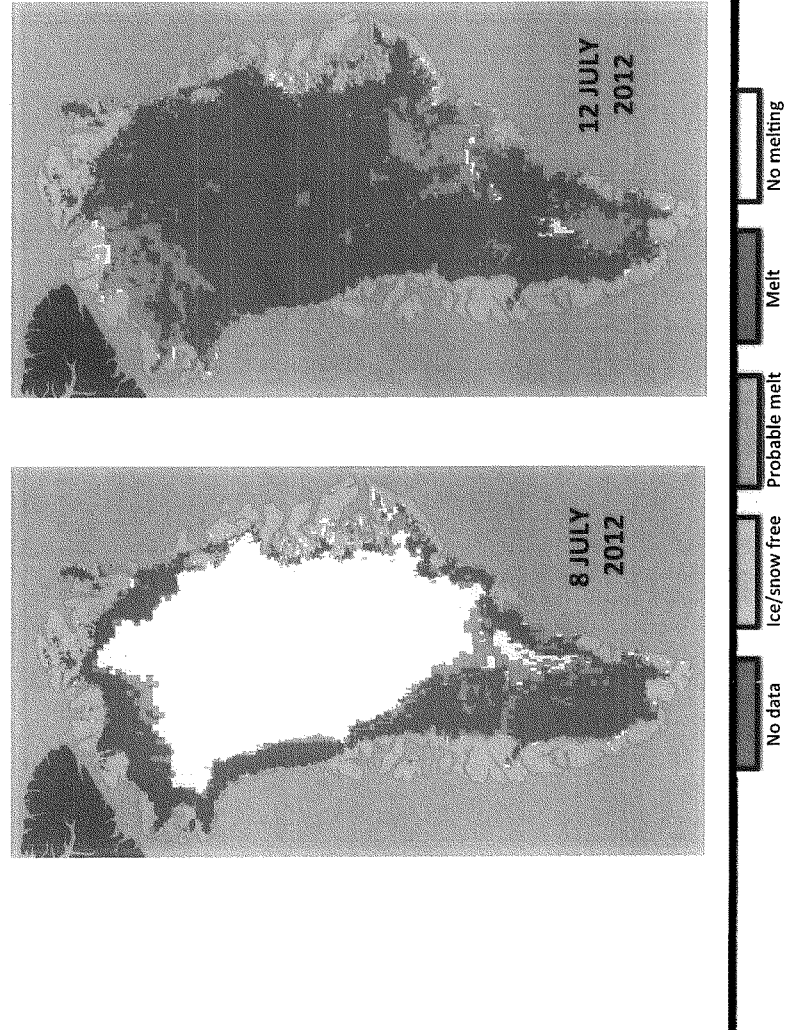 8 JULY
2012
12 JULY
2012
No data
Ice/snow free
Probable melt
Melt
No melting